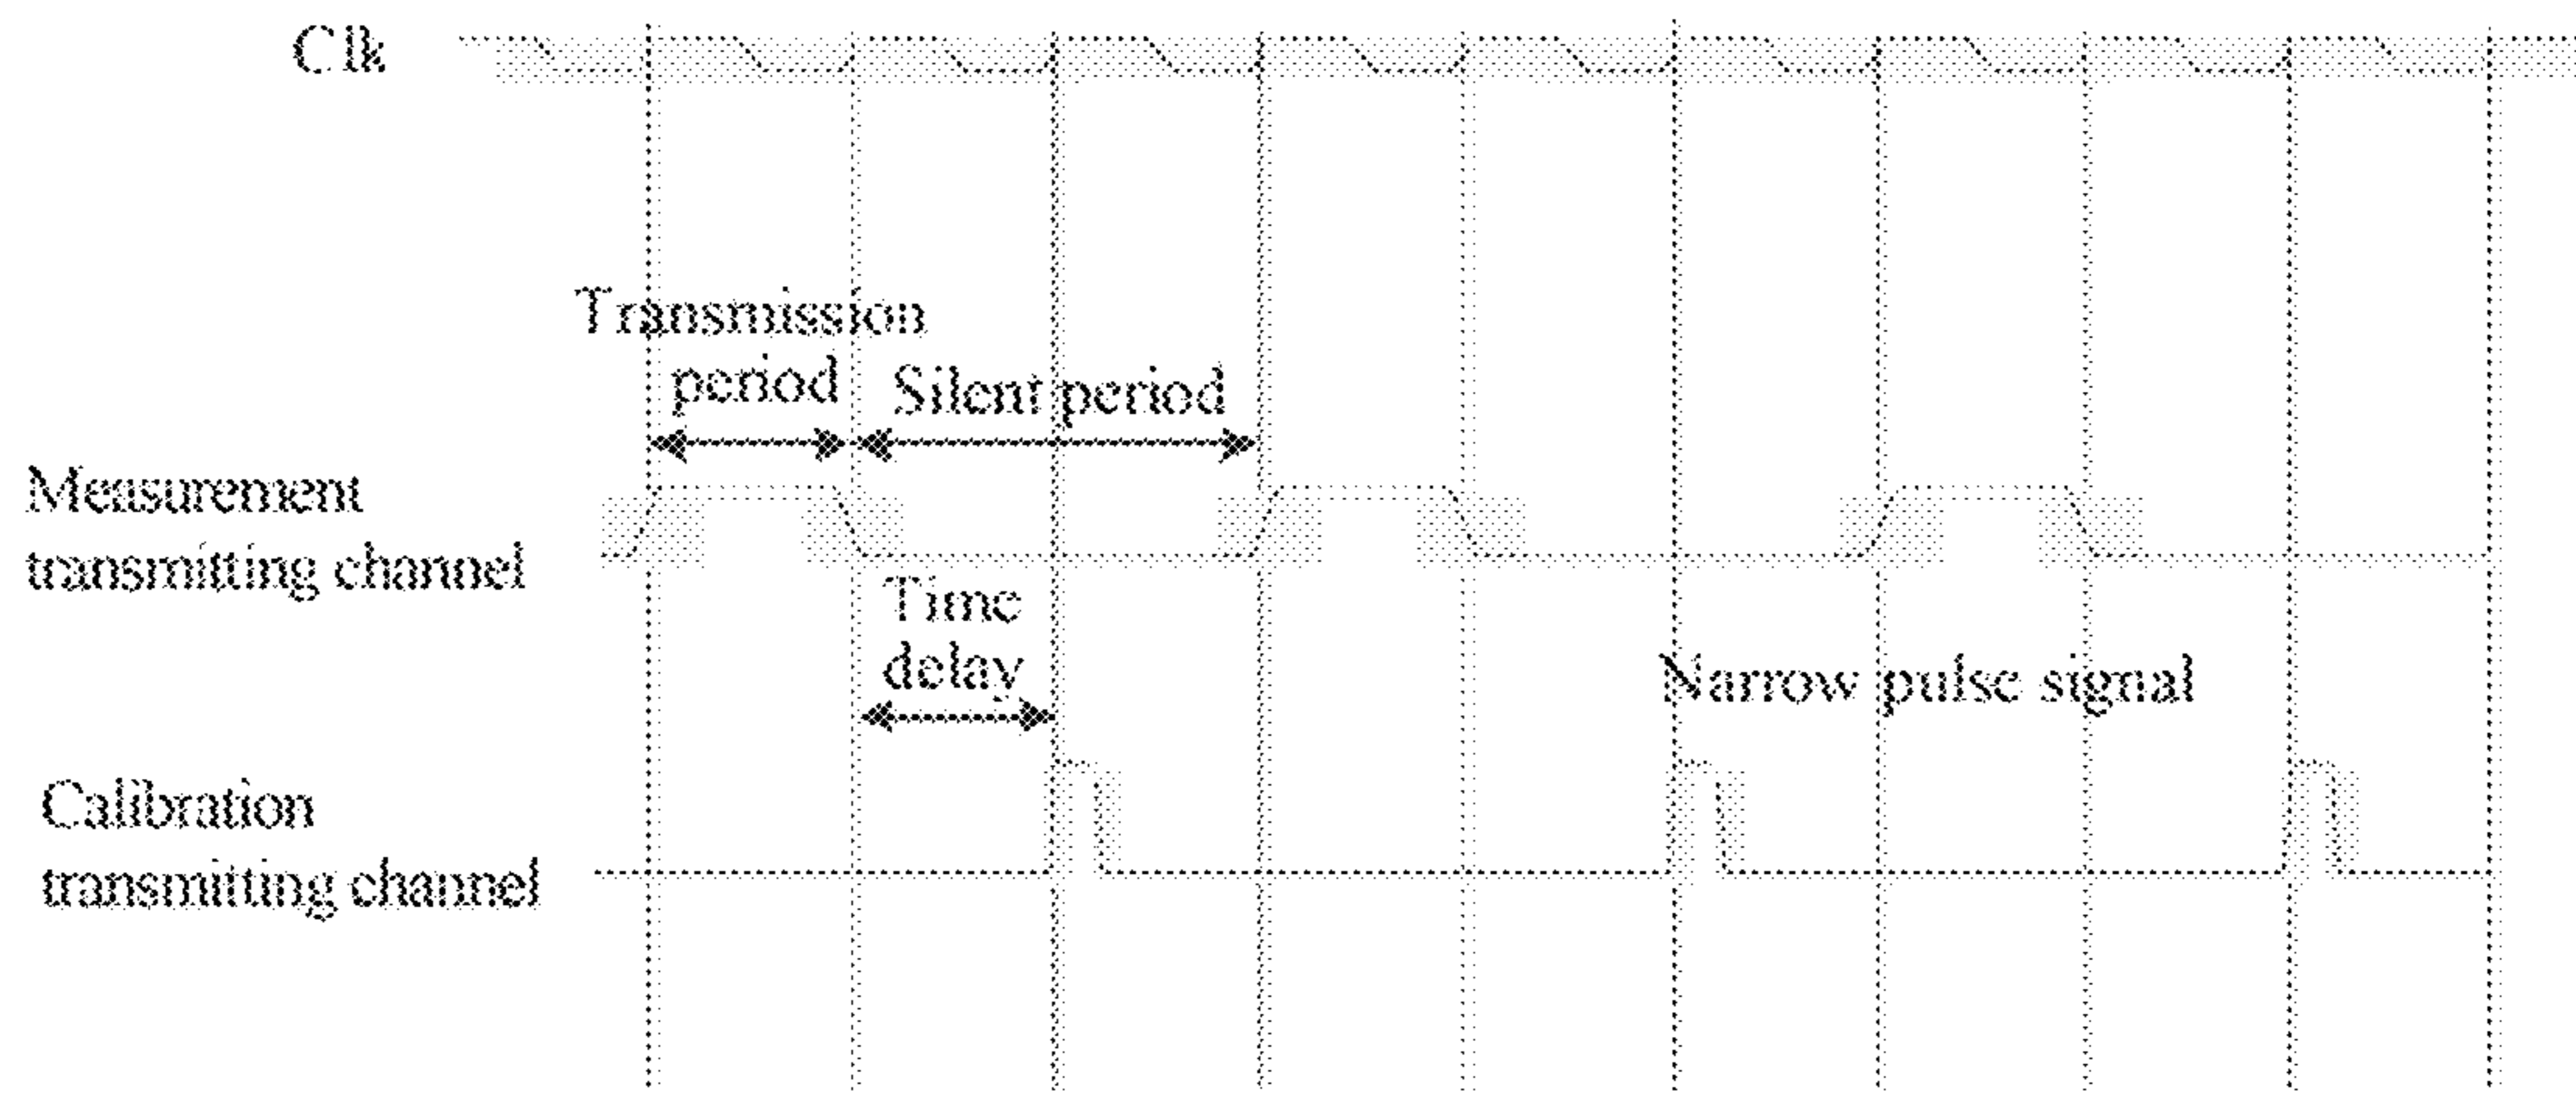 Clk
Transmission
period
Silent period
Measurement
transmitting channel
Time
delay
Narrow pulse signal
Calibration
transmitting channel